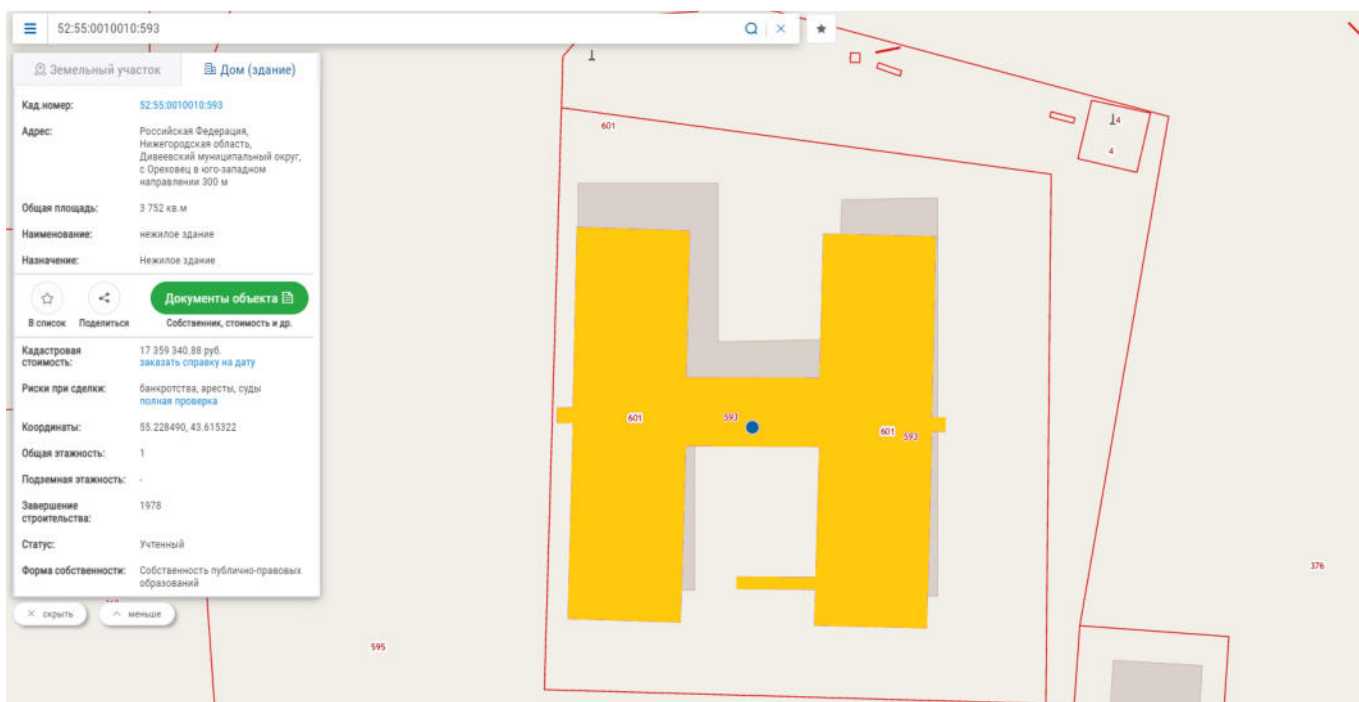 52:55:0010010:593
Земельный участок
Дом (здание)
Кад.номер: 52:55:0010010:593
Адрес: Российская Федерация,
Нижегородская область,
Дивеевский муниципальный округ,
с Ореховец в юго-западном
направлении 300 м
Общая площадь: 3 752 кв.м
Наименование: нежилое здание
Назначение: Нежилое здание
Документы объекта
В список Поделиться Собственник, стоимость и др.
Кадастровая 17 359 340.88 руб.
стоимость: заказать справку на дату
Риски при сделки: банкротства, аресты, суды
полная проверка
Координаты: 55.228490, 43.615322
Общая этажность: 1
Подземная этажность: -
Завершение 1978
строительства:
Статус: Учтенный
Форма собственности: Собственность публично-правовых
образований
скрыть меньше
601
4
4
601
593
601
593
376
595